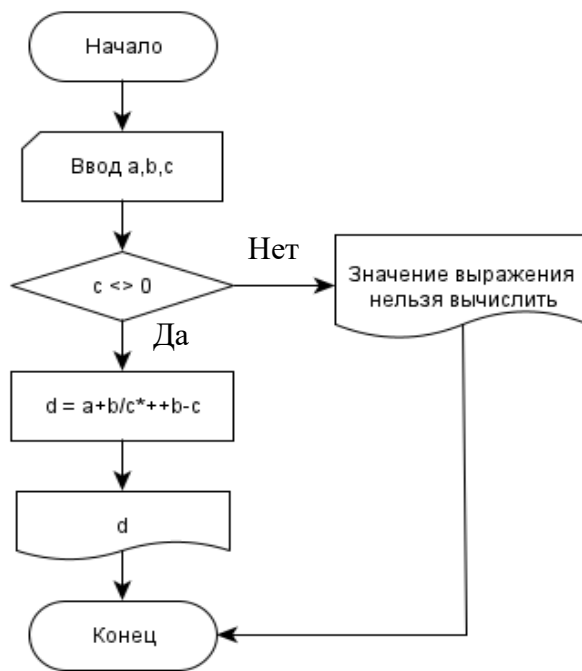 Начало
Ввод a,b,c
c <> 0
Нет
Значение выражения
нельзя вычислить
Да
d = a+b/c*++b-c
d
Конец